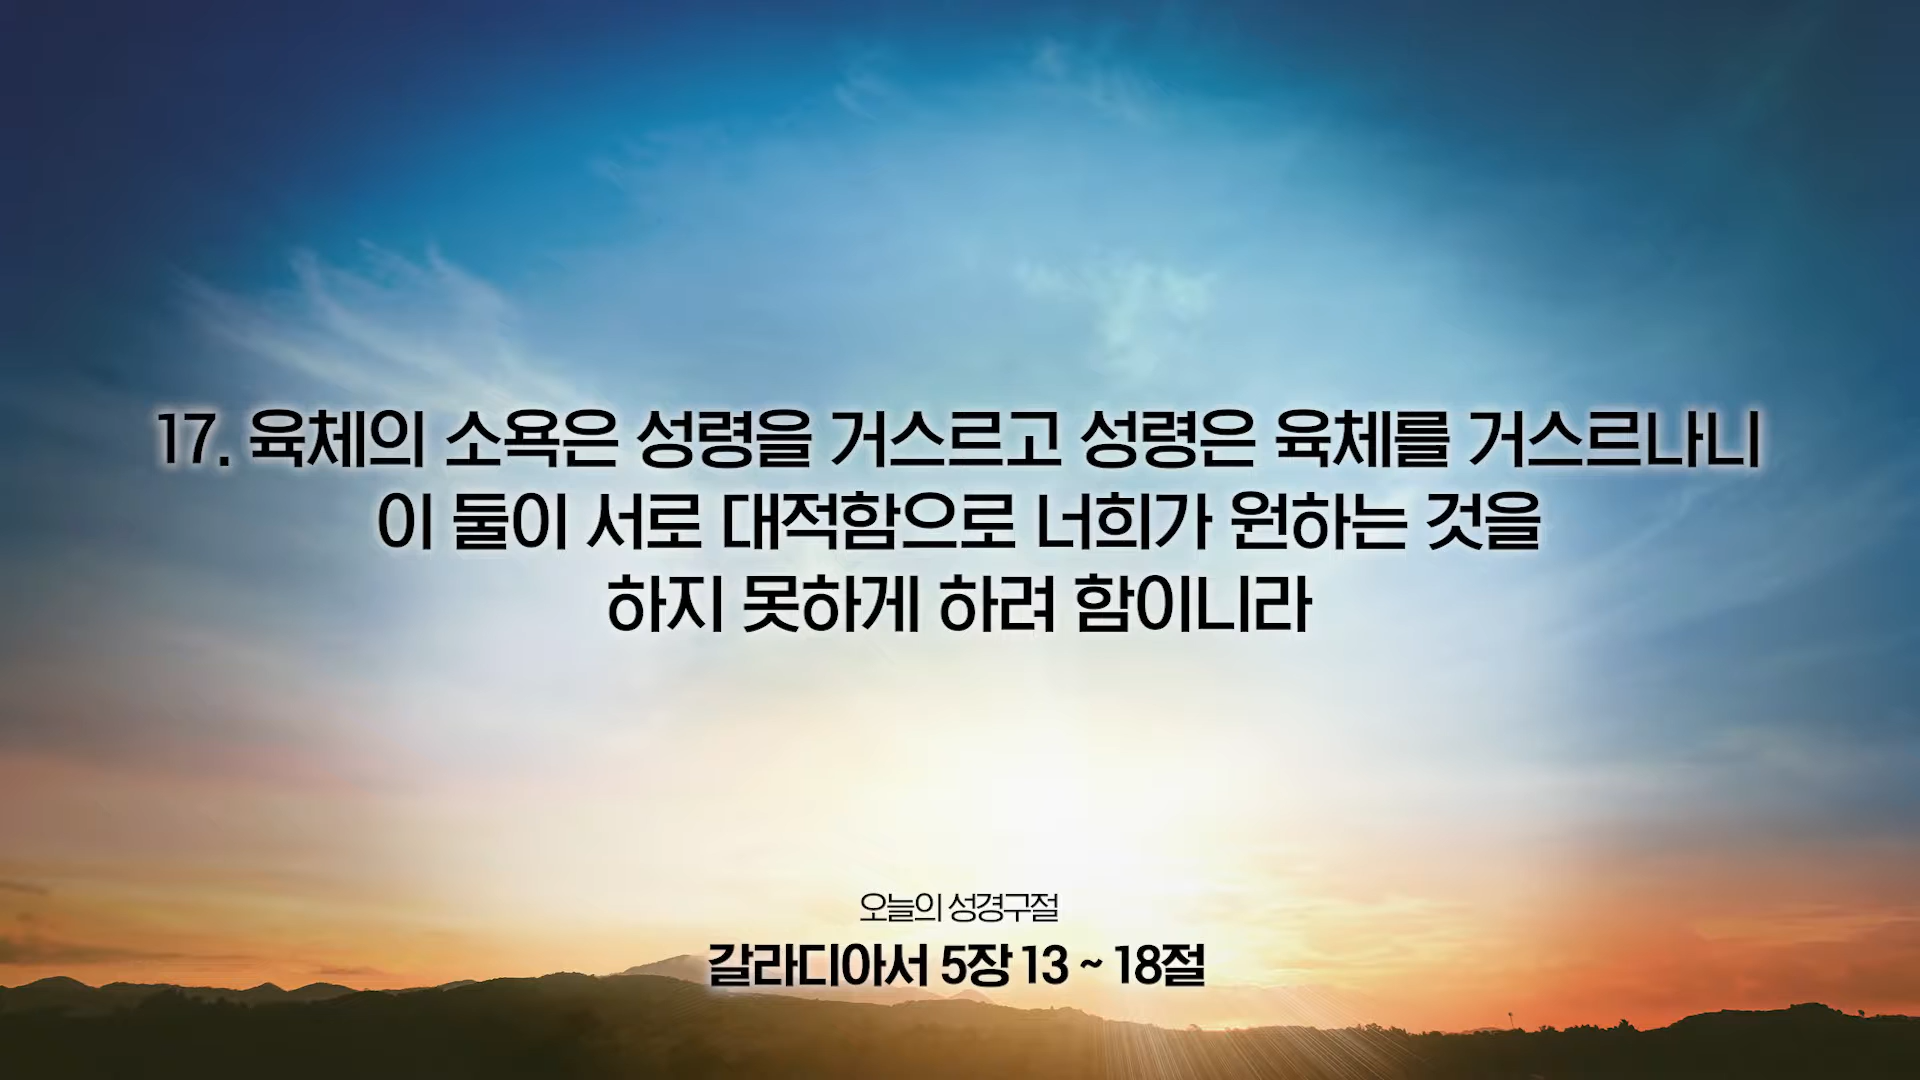 17. 육체의 소욕은 성령을 거스르고 성령은 육체를 거스르나니
이 둘이 서로 대적함으로 너희가 원하는 것을
하지 못하게 하려 함이니라
오늘의 성경구절
갈라디아서 5장 13 ~ 18절